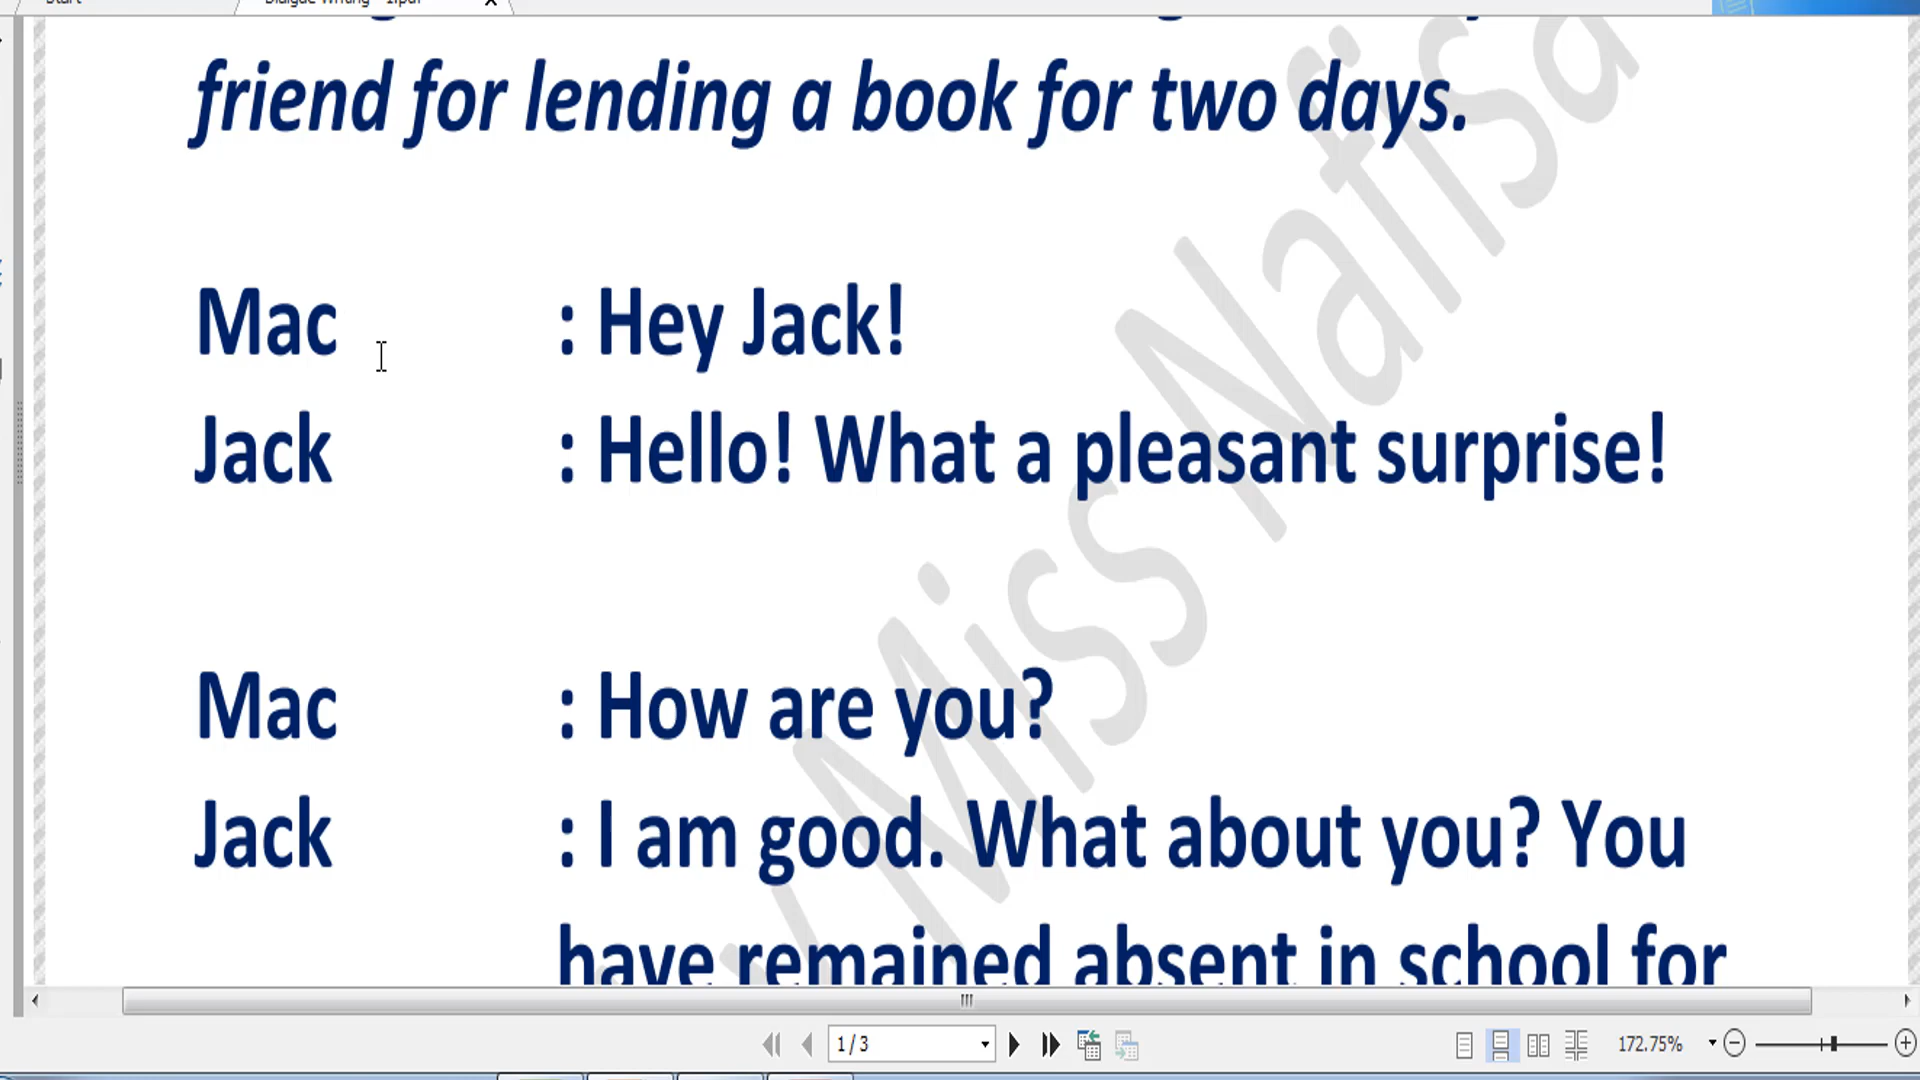 friend for lending a book for two days.
Mac : Hey Jack!
Jack : Hello! What a pleasant surprise!
Mac : How are you?
Jack : I am good. What about you? You
have remained absent in school for
Miss Nafisa
1 / 3
172.75%